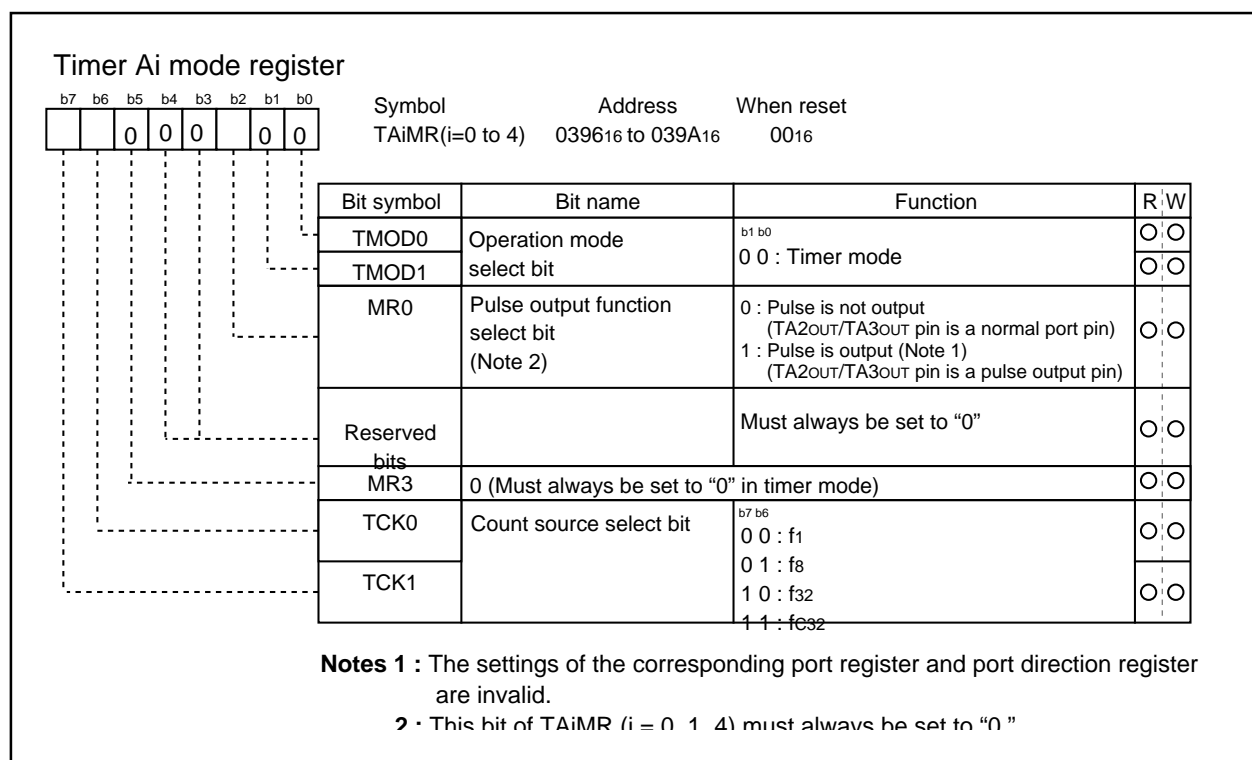 Timer Ai mode register
b7 b6 b5 b4 b3 b2 b1 b0
0 0 0 0 0
Symbol Address When reset
TAiMR(i=0 to 4) 039616 to 039A16 0016
Bit symbol Bit name Function R W
TMOD0 Operation mode select bit b1 b0
0 0 : Timer mode
TMOD1
MR0 Pulse output function
select bit
(Note 2)
0 : Pulse is not output
(TA2OUT/TA3OUT pin is a normal port pin)
1 : Pulse is output (Note 1)
(TA2OUT/TA3OUT pin is a pulse output pin)
Reserved
bits
Must always be set to “0”
MR3 0 (Must always be set to “0” in timer mode)
TCK0 Count source select bit b7 b6
0 0 : f1
0 1 : f8
TCK1 1 0 : f32
1 1 : fC32
Notes 1 : The settings of the corresponding port register and port direction register
are invalid.
2 : This bit of TAiMR (i = 0, 1, 4) must always be set to “0.”